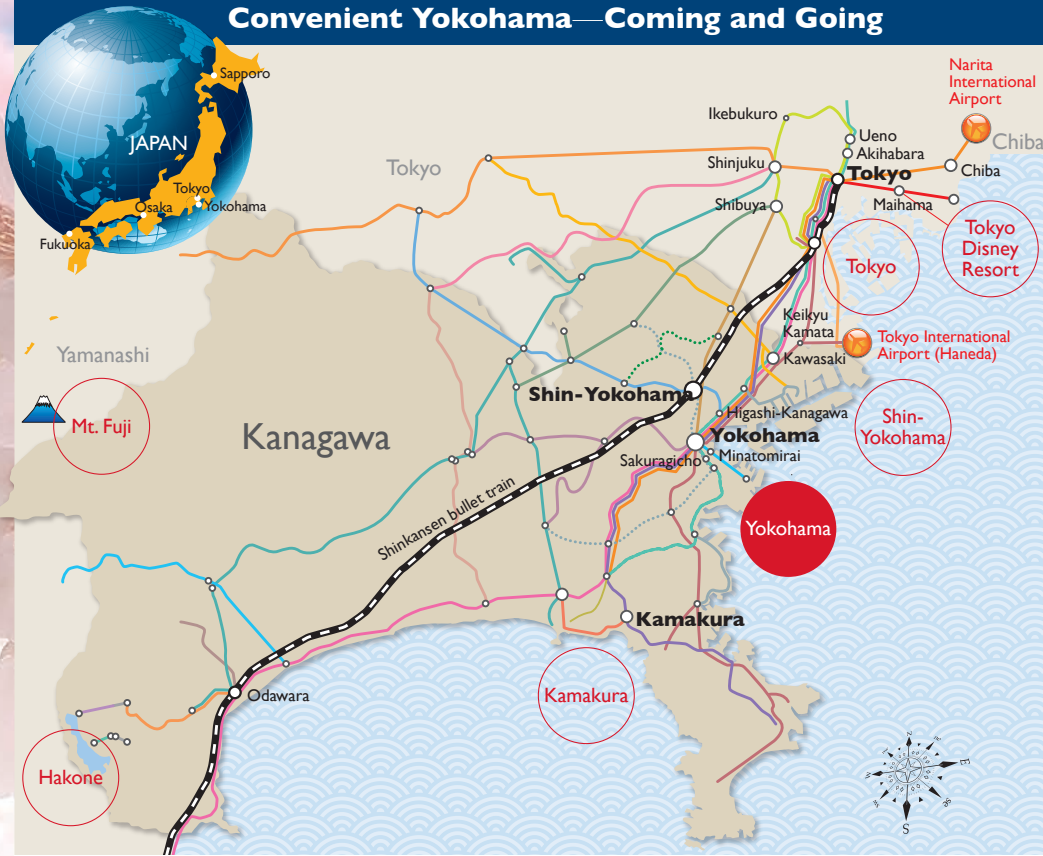 Convenient Yokohama—Coming and Going
Sapporo
JAPAN
Tokyo
Osaka
Yokohama
Fukuoka
Narita
International
Airport
Ikebukuro
Ueno
Akihabara
Chiba
Tokyo
Shinjuku
Tokyo
Chiba
Shibuya
Maihama
Tokyo
Disney
Resort
Tokyo
Keikyu
Kamata
Tokyo International
Airport (Haneda)
Kawasaki
Yamanashi
Mt. Fuji
Shin-Yokohama
Kanagawa
Higashi-Kanagawa
Shin-
Yokohama
Yokohama
Sakuragicho
Minatomirai
Shinkansen bullet train
Yokohama
Kamakura
Odawara
Kamakura
Hakone
E
S